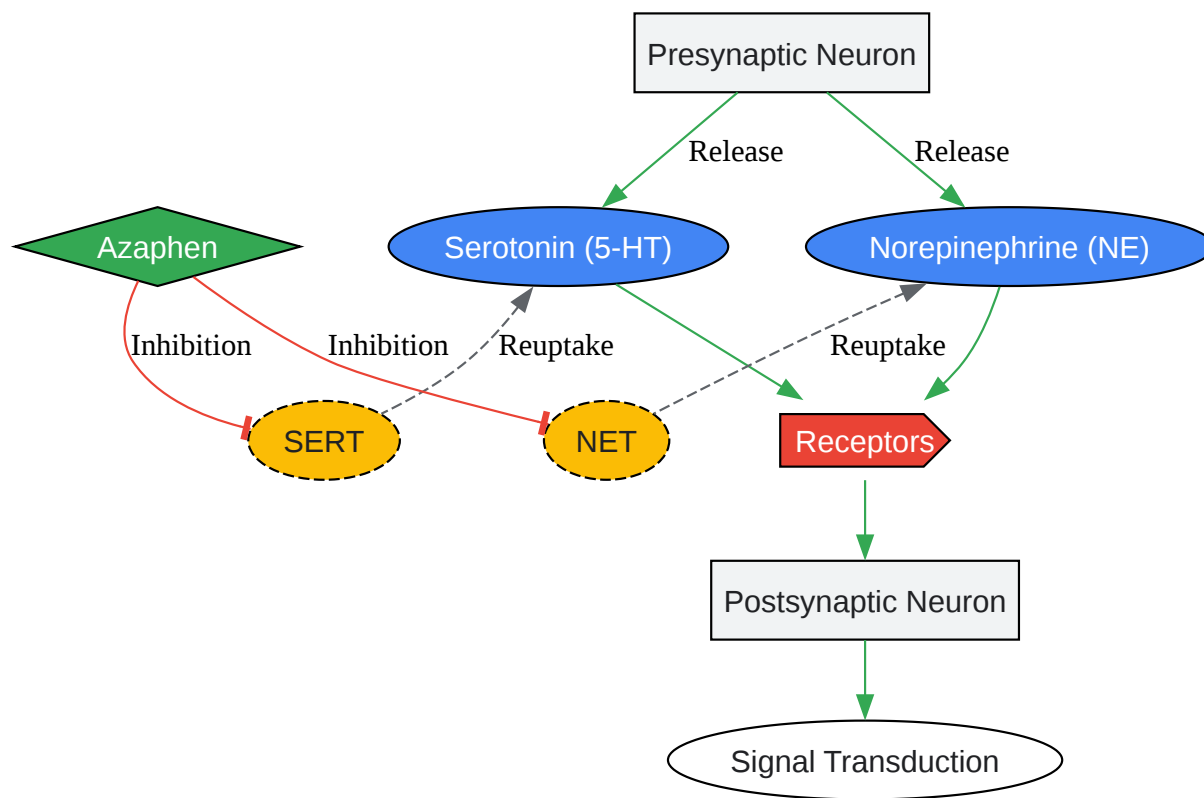 Presynaptic Neuron
Release
Release
Azaphen
Serotonin (5-HT)
Norepinephrine (NE)
Inhibition
Inhibition
Reuptake
Reuptake
SERT
NET
Receptors
Postsynaptic Neuron
Signal Transduction